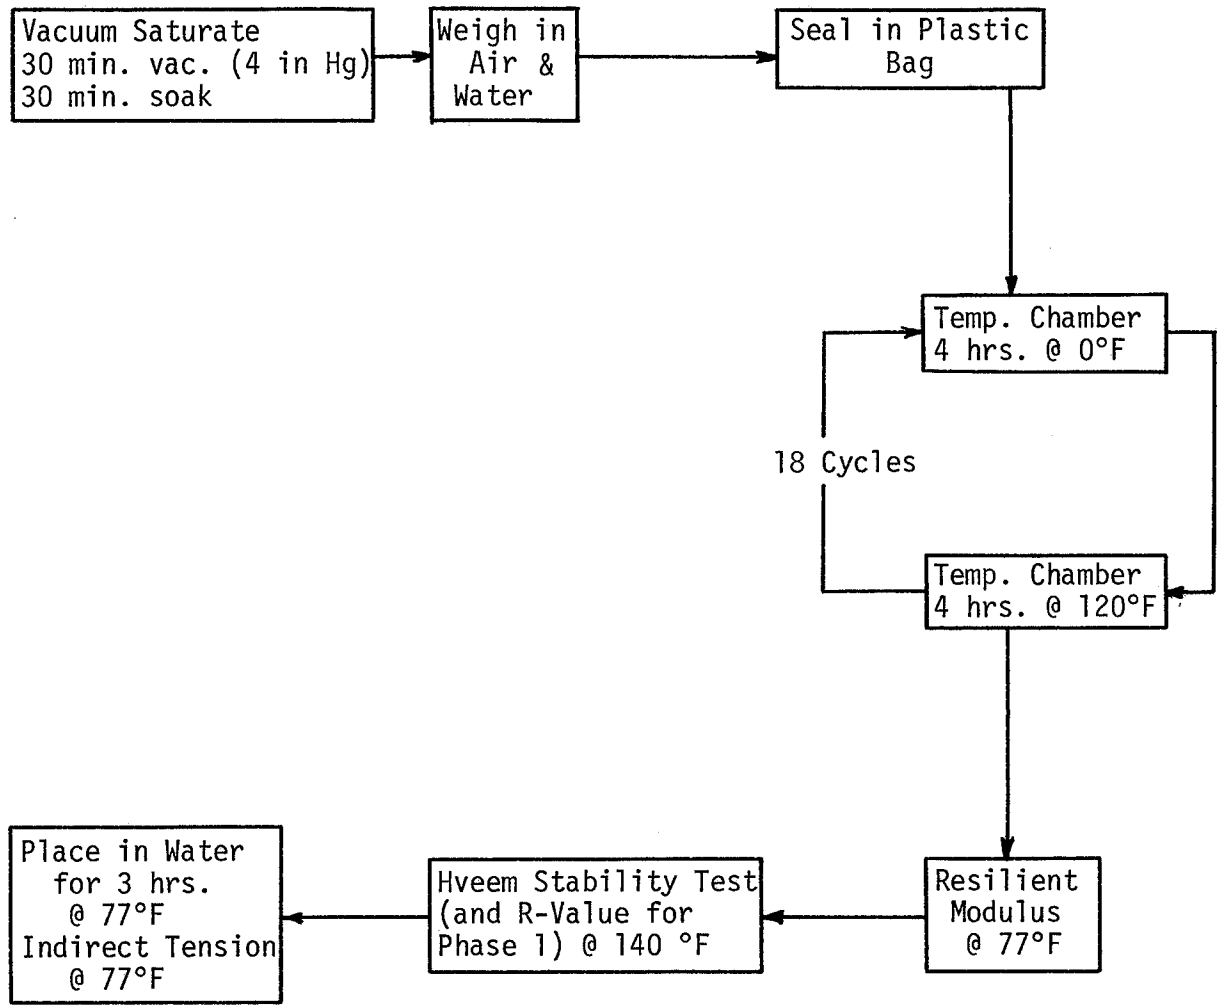 Vacuum Saturate
30 min. vac. (4 in Hg)
30 min. soak
Weigh in
Air &
Water
Seal in Plastic
Bag
Temp. Chamber
4 hrs. @ 0°F
18 Cycles
Temp. Chamber
4 hrs. @ 120°F
Resilient
Modulus
@ 77°F
Hveem Stability Test
(and R-Value for
Phase 1) @ 140 °F
Place in Water
for 3 hrs.
@ 77°F
Indirect Tension
@ 77°F